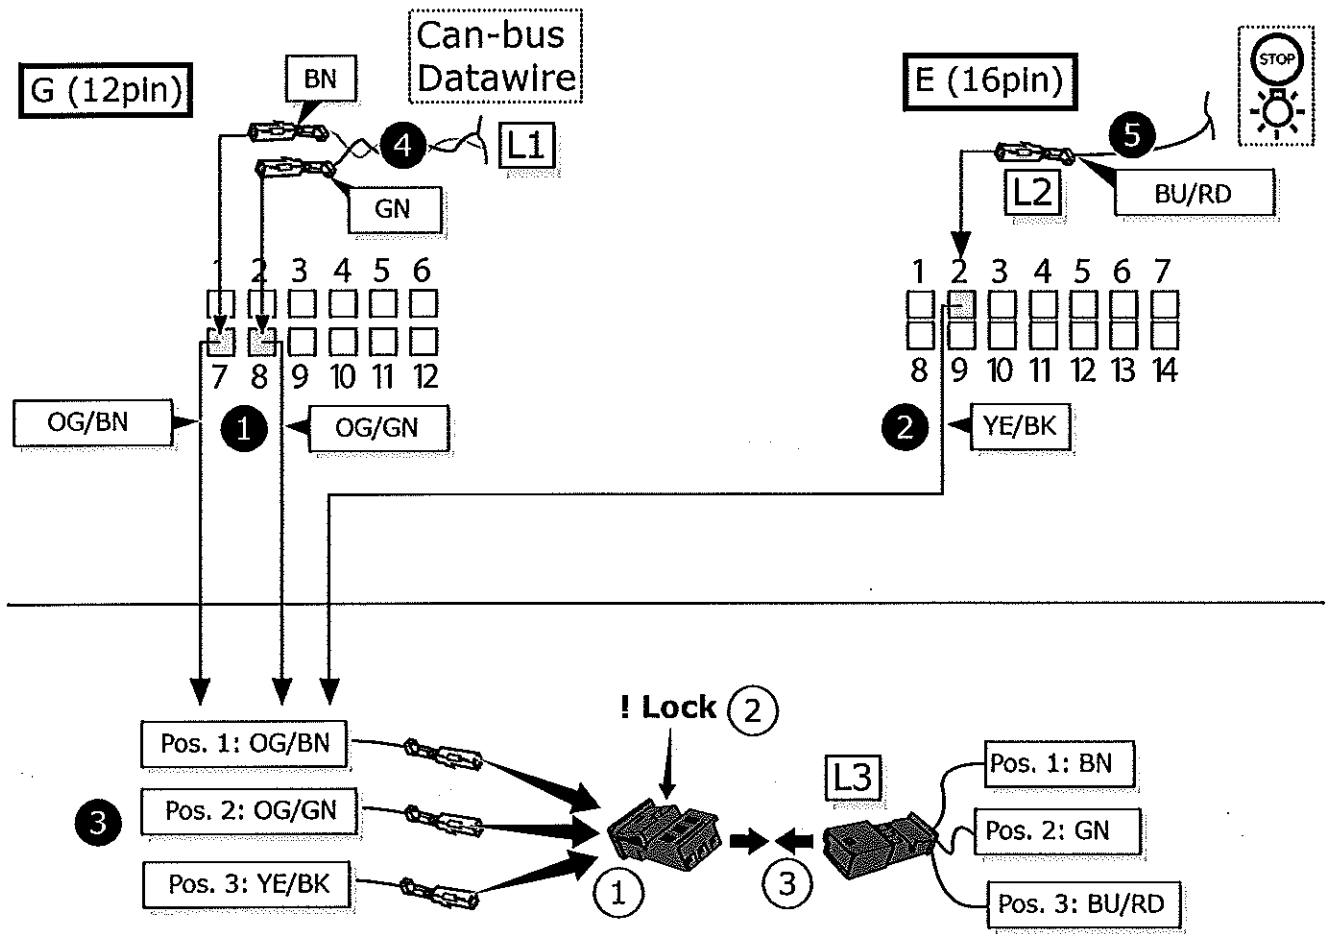 Can-bus
Datawire
G (12pin)
BN
4
L1
GN
E (16pin)
STOP
5
L2
BU/RD
1 2 3 4 5 6
7 8 9 10 11 12
OG/BN
1
OG/GN
1 2 3 4 5 6 7
8 9 10 11 12 13 14
2
YE/BK
3
Pos. 1: OG/BN
Pos. 2: OG/GN
Pos. 3: YE/BK
! Lock 2
1
3
L3
Pos. 1: BN
Pos. 2: GN
Pos. 3: BU/RD